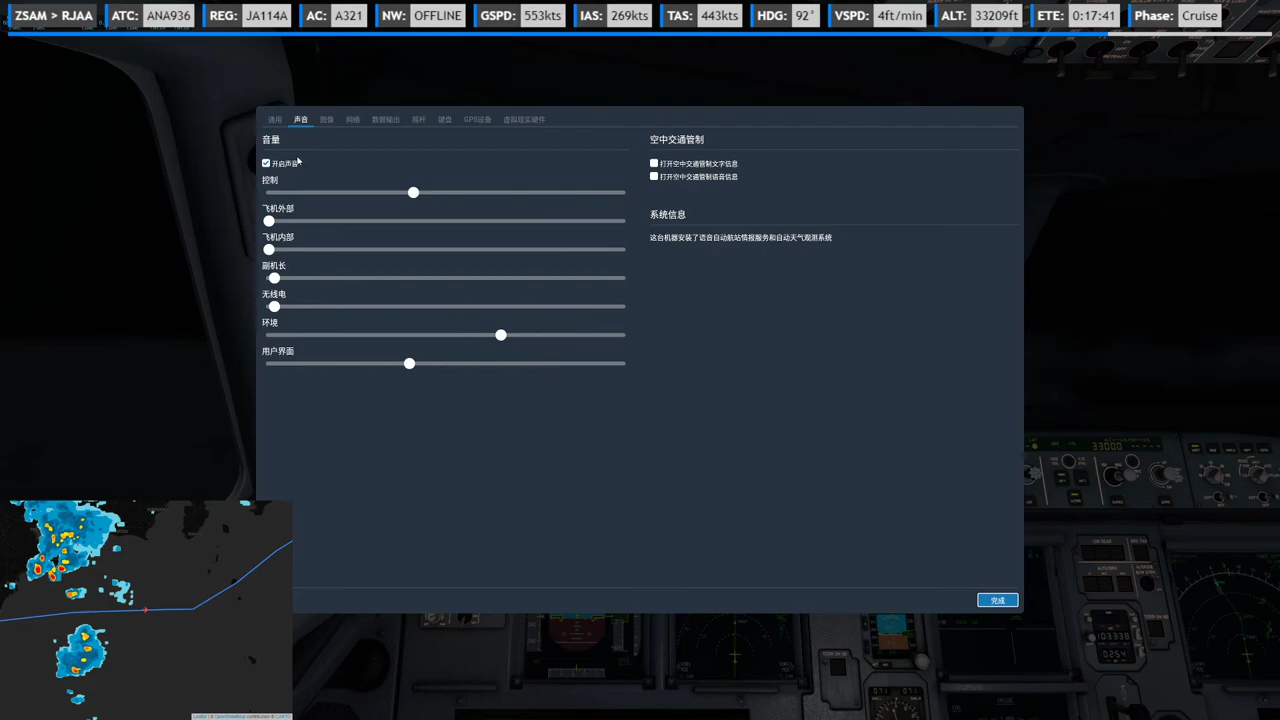 ZSAM > RJAA ATC: ANA936 REG: JA114A AC: A321 NW: OFFLINE GSPD: 553kts IAS: 269kts TAS: 443kts HDG: 92° VSPD: 4ft/min ALT: 33209ft ETE: 0:17:41 Phase: Cruise
通用 声音 图像 网络 数据输出 摇杆 键盘 GPS设备 虚拟现实硬件
音量
开启声音
控制
飞机外部
飞机内部
副机长
无线电
环境
用户界面
空中交通管制
打开空中交通管制文字信息
打开空中交通管制语音信息
系统信息
这台机器安装了语音自动航站情报服务和自动天气观测系统
33000
完成